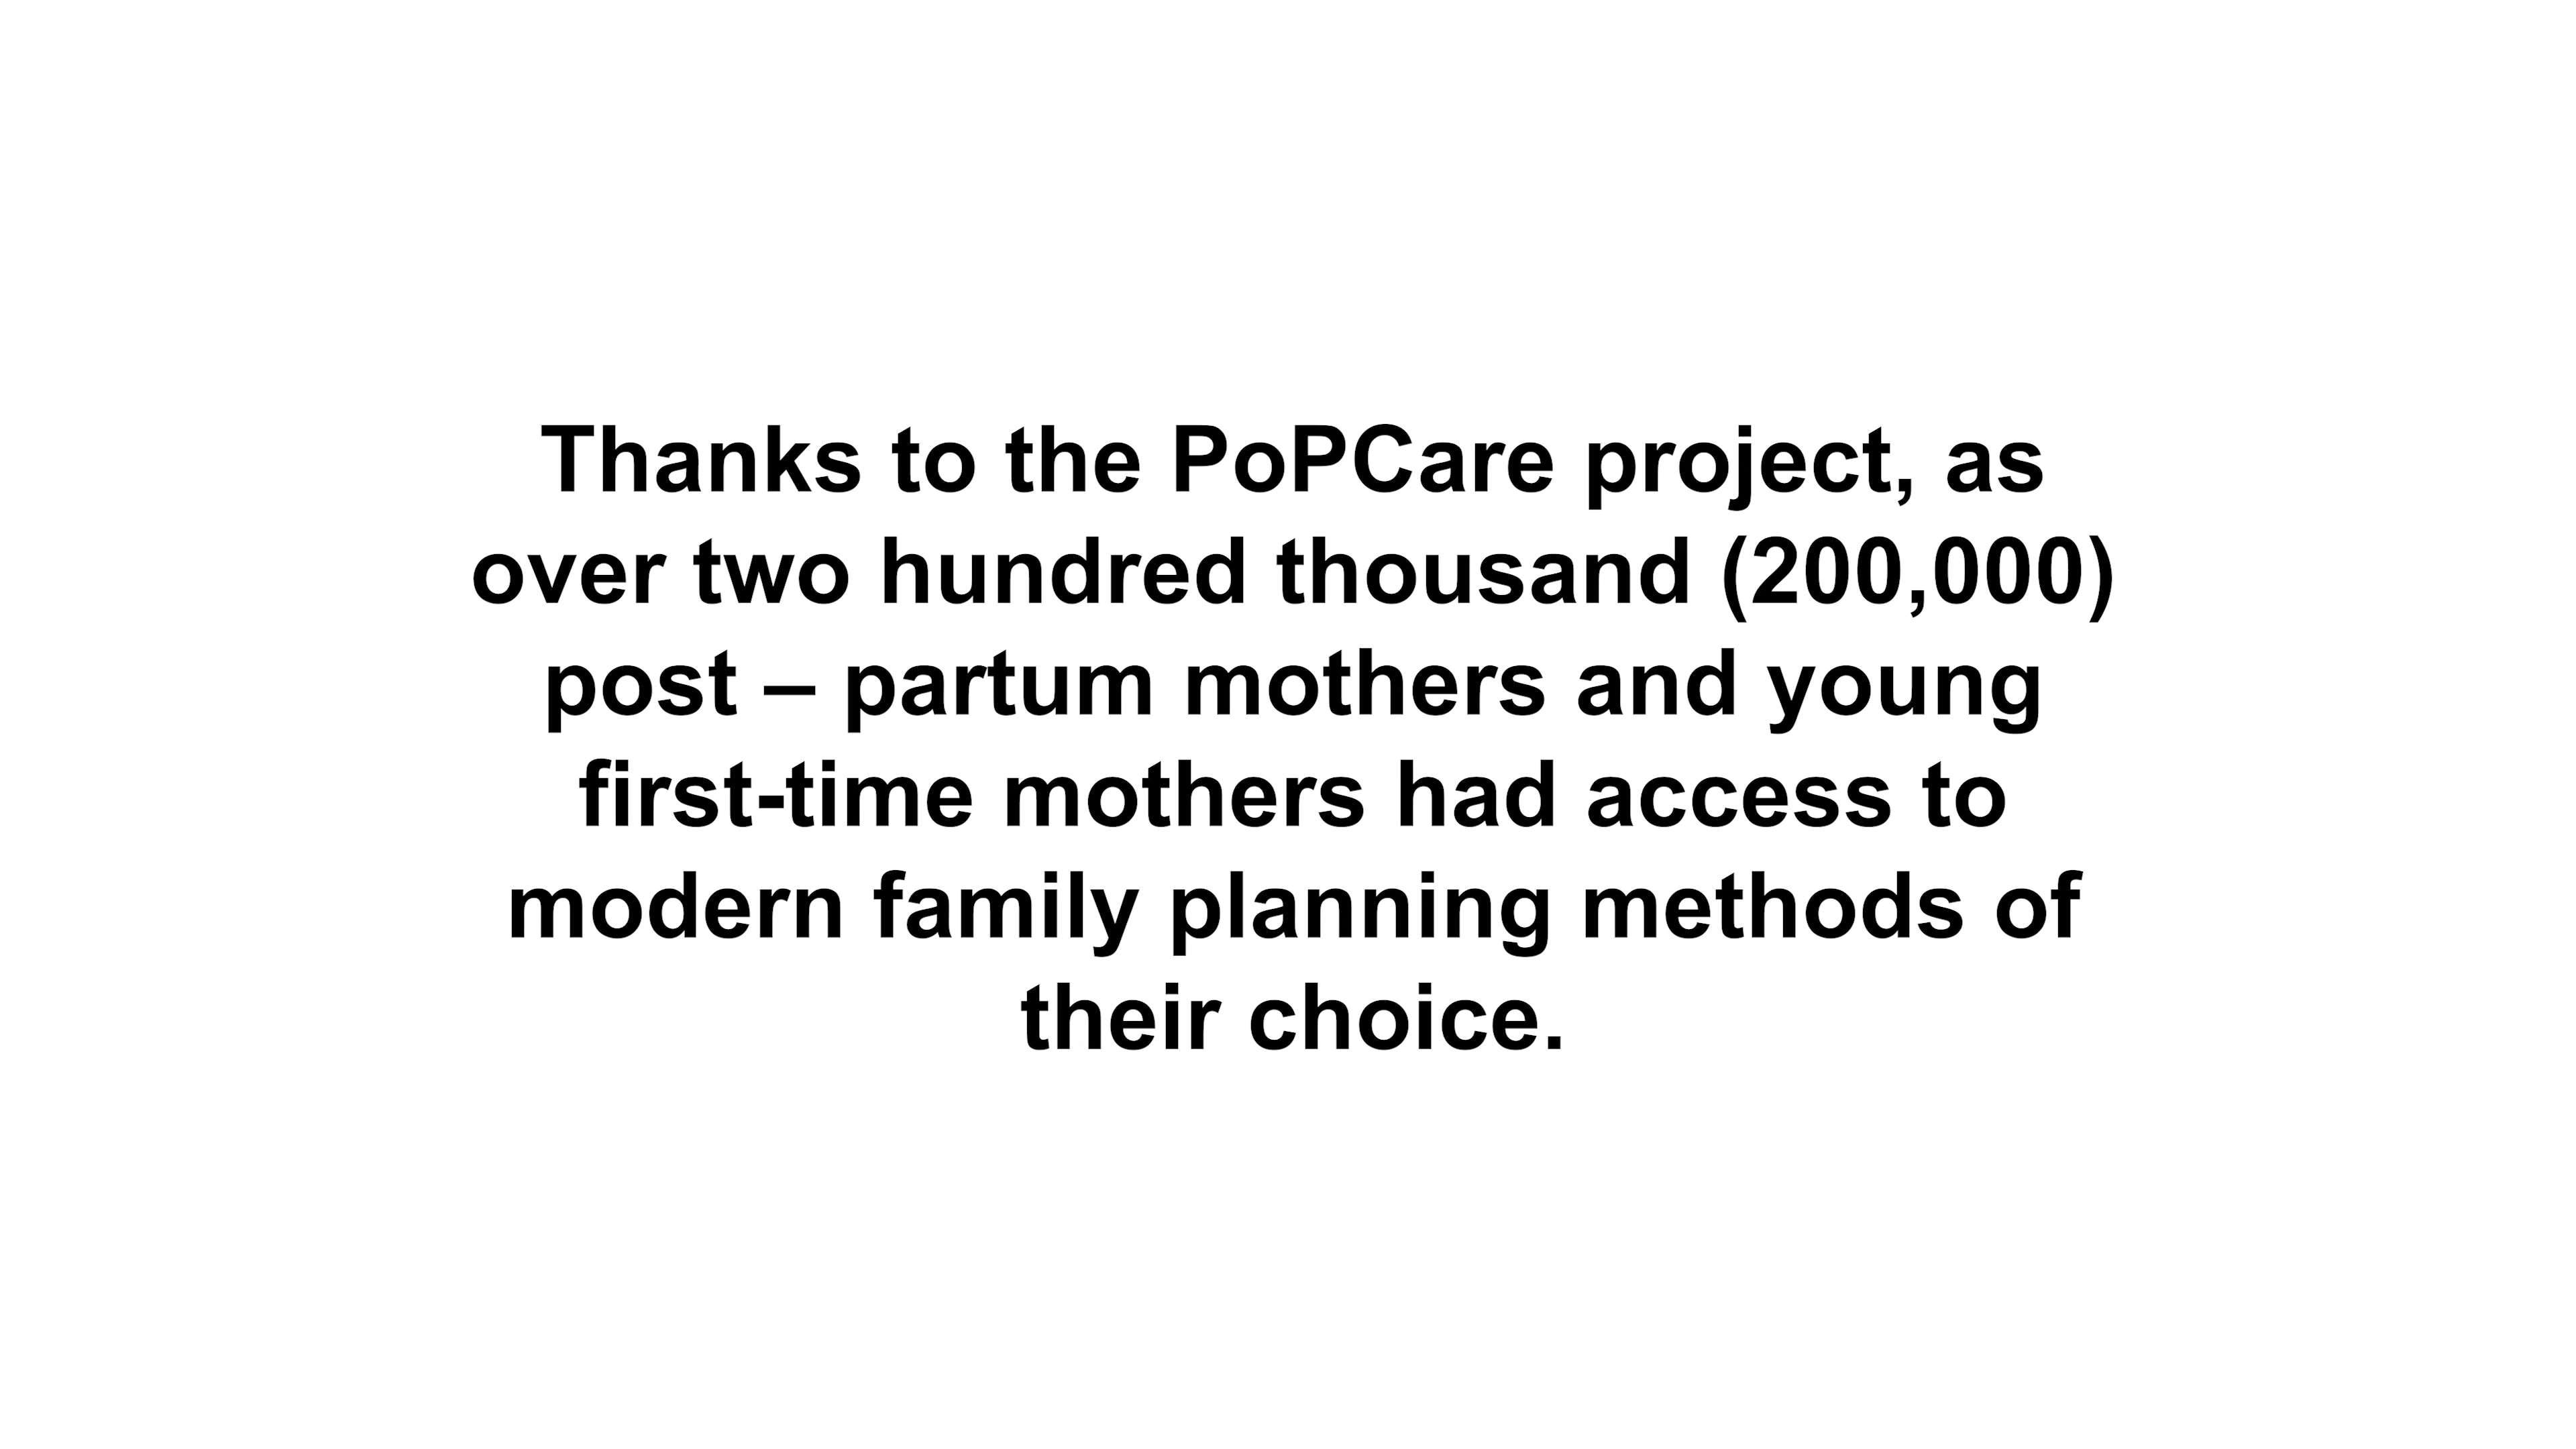 Thanks to the PoPCare project, as
over two hundred thousand (200,000)
post – partum mothers and young
first-time mothers had access to
modern family planning methods of
their choice.